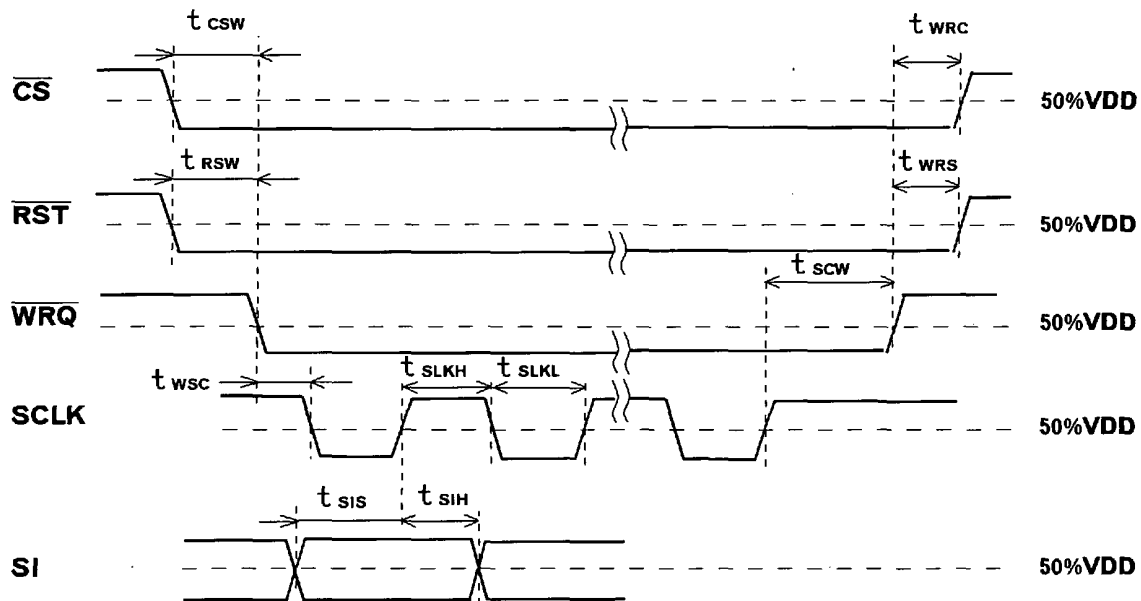 t CSW
t WRC
CS
50%VDD
t RSW
t WRS
RST
50%VDD
t SCW
WRQ
50%VDD
t WSC
t SLKH
t SLKL
SCLK
50%VDD
t SIS
t SIH
SI
50%VDD